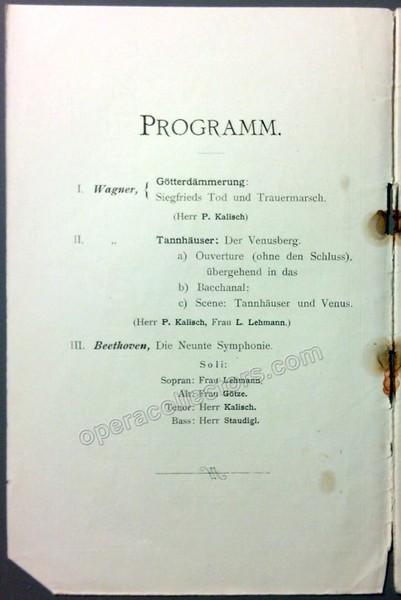 PROGRAMM.
I. Wagner, { Götterdämmerung:
Siegfrieds Tod und Trauermarsch.
(Herr P. Kalisch)
II. „ Tannhäuser: Der Venusberg.
a) Ouverture (ohne den Schluss),
übergehend in das
b) Bacchanal:
c) Scene: Tannhäuser und Venus.
(Herr P. Kalisch, Frau L. Lehmann.)
III. Beethoven, Die Neunte Symphonie.
Soli:
Sopran: Frau Lehmann,
Alt: Frau Götze.
Tenor: Herr Kalisch.
Bass: Herr Staudigl.
operacollectors.com